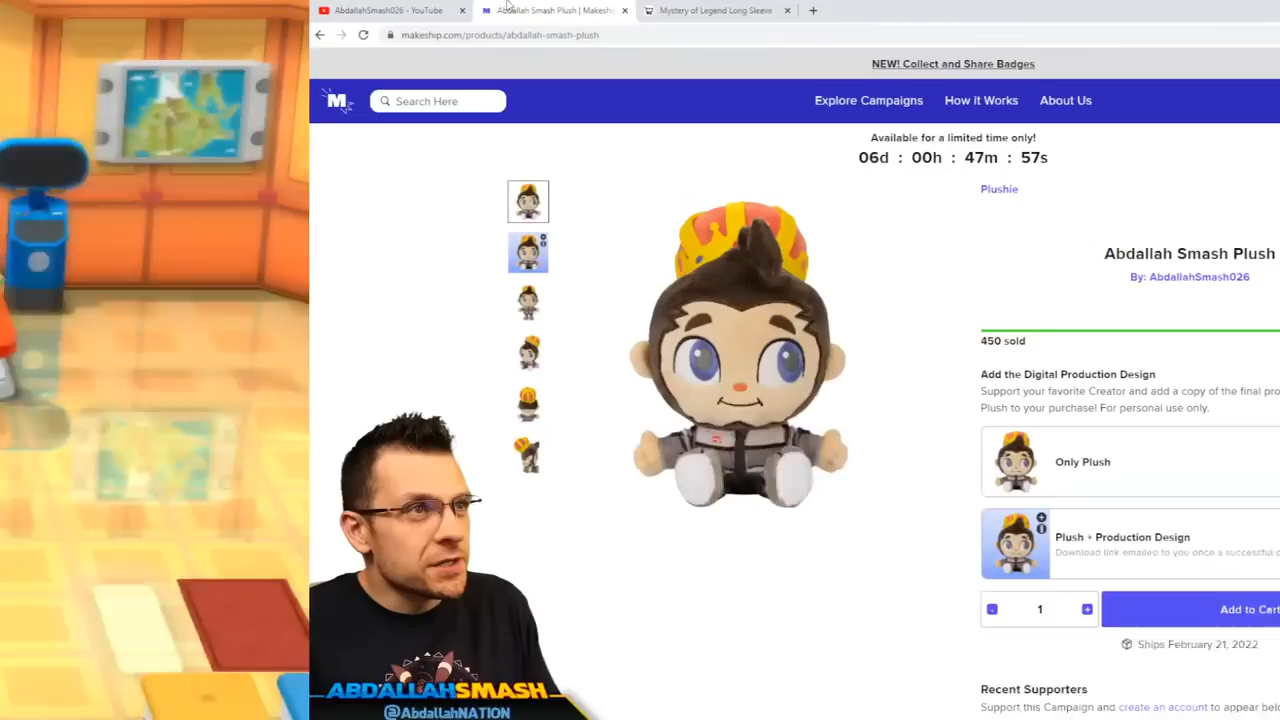 AbdallahSmash026 - YouTube
Abdallah Smash Plush | Makeshi
Mystery of Legend Long Sleeve
makeship.com/products/abdallah-smash-plush
NEW! Collect and Share Badges
M
Search Here
Explore Campaigns
How it Works
About Us
Available for a limited time only!
06d : 00h : 47m : 57s
Plushie
Abdallah Smash Plush
By: AbdallahSmash026
450 sold
Add the Digital Production Design
Support your favorite Creator and add a copy of the final pro
Plush to your purchase! For personal use only.
Only Plush
Plush + Production Design
Download link emailed to you once a successful
- 1 +
Add to Cart
Ships February 21, 2022
Recent Supporters
Support this Campaign and create an account to appear bel
ABDALLAHSMASH
@AbdallahNATION